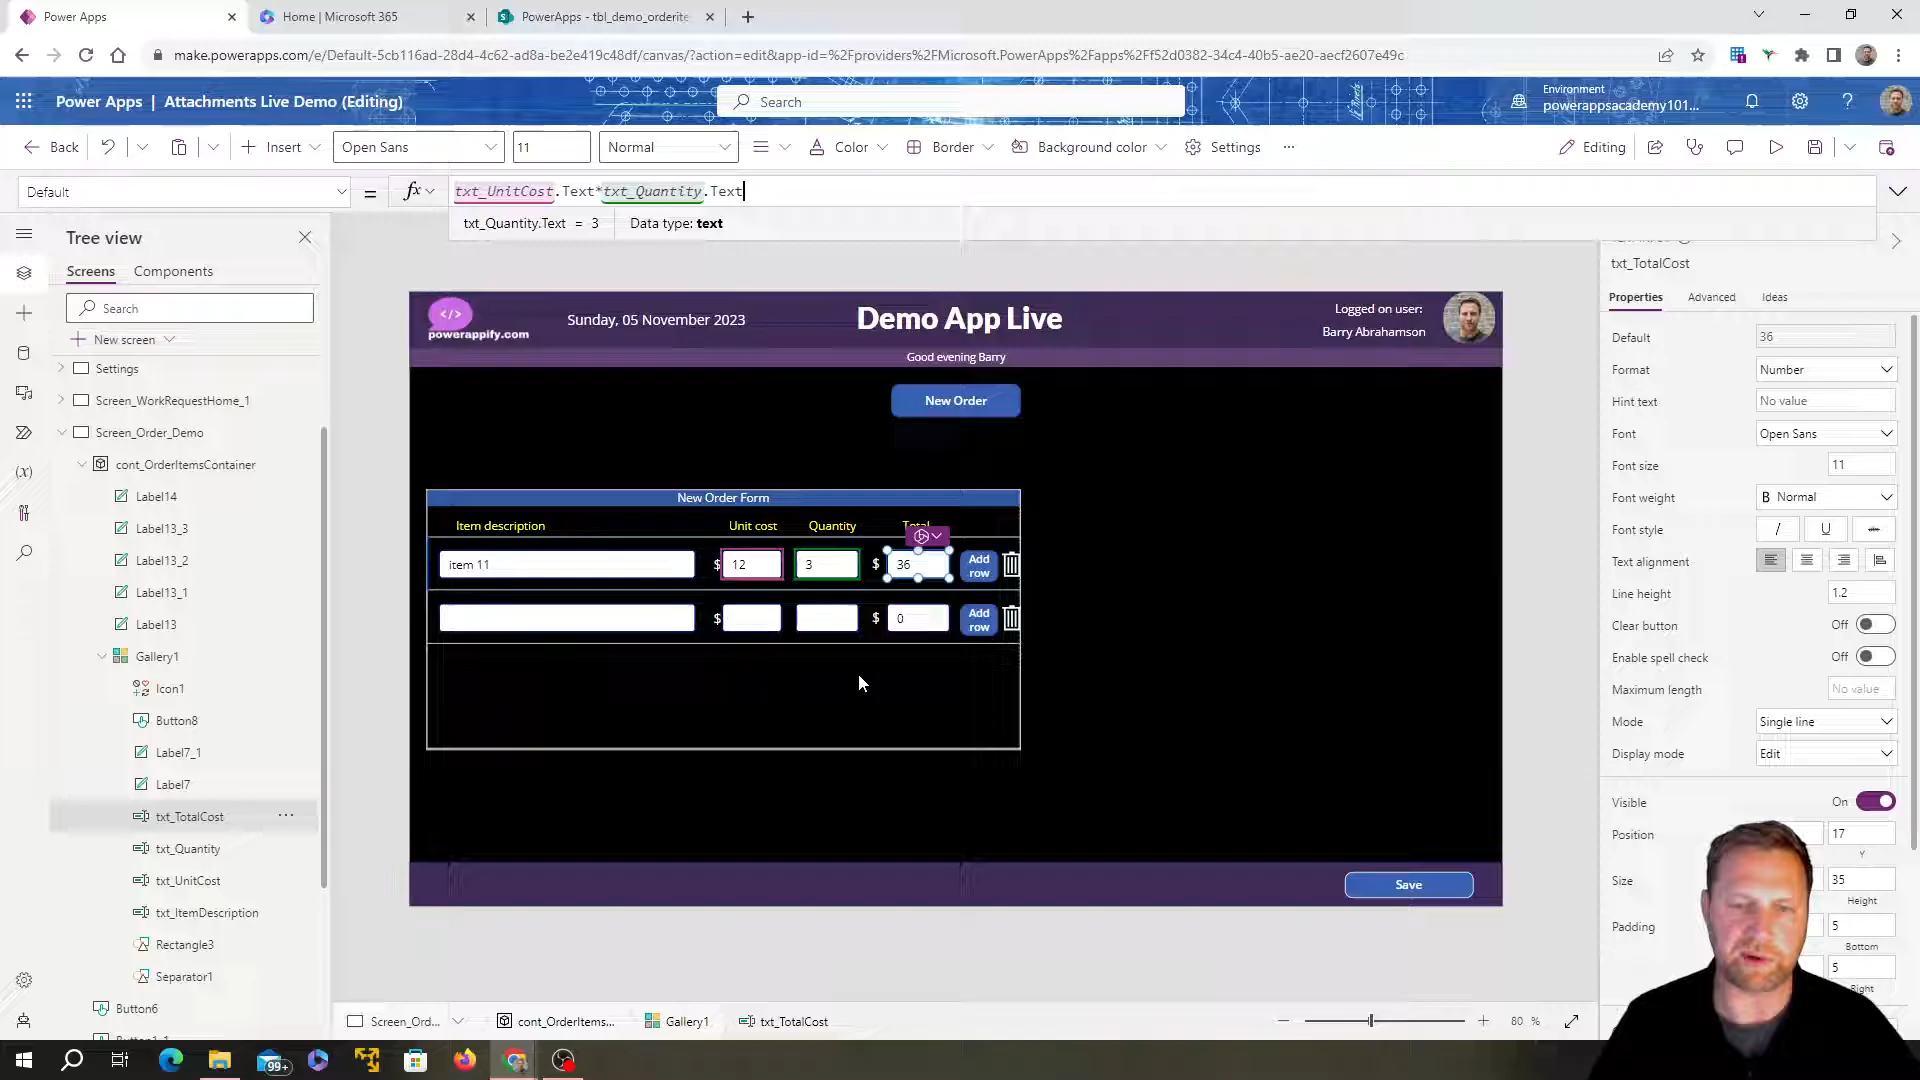 Power Apps
Home | Microsoft 365
PowerApps - tbl_demo_orderite
make.powerapps.com/e/Default-5cb116ad-28d4-4c62-ad8a-be2e419c48df/canvas/?action=edit&app-id=%2Fproviders%2FMicrosoft.PowerApps%2Fapps%2Ff52d0382-34c4-40b5-ae20-aecf2607e49c
Power Apps | Attachments Live Demo (Editing)
Search
Environment
powerappsacademy101...
Back
Insert
Open Sans
11
Normal
Color
Border
Background color
Settings
Editing
Default
=
fx
txt_UnitCost.Text*txt_Quantity.Text
txt_Quantity.Text = 3
Data type: text
Tree view
Screens
Components
Search
New screen
Settings
Screen_WorkRequestHome_1
Screen_Order_Demo
cont_OrderItemsContainer
Label14
Label13_3
Label13_2
Label13_1
Label13
Gallery1
Icon1
Button8
Label7_1
Label7
txt_TotalCost
txt_Quantity
txt_UnitCost
txt_ItemDescription
Rectangle3
Separator1
Button6
</>
powerappify.com
Sunday, 05 November 2023
Demo App Live
Logged on user:
Barry Abrahamson
Good evening Barry
New Order
New Order Form
Item description
Unit cost
Quantity
Total
item 11
$ 12
3
$ 36
Add row
$
$ 0
Add row
Save
txt_TotalCost
Properties
Advanced
Ideas
Default
36
Format
Number
Hint text
No value
Font
Open Sans
Font size
11
Font weight
B Normal
Font style
/
U
Text alignment
Line height
1.2
Clear button
Off
Enable spell check
Off
Maximum length
No value
Mode
Single line
Display mode
Edit
Visible
On
Position
17
Y
Size
35
Height
Padding
5
Bottom
5
Right
Screen_Ord...
cont_OrderItems...
Gallery1
txt_TotalCost
80 %
99+